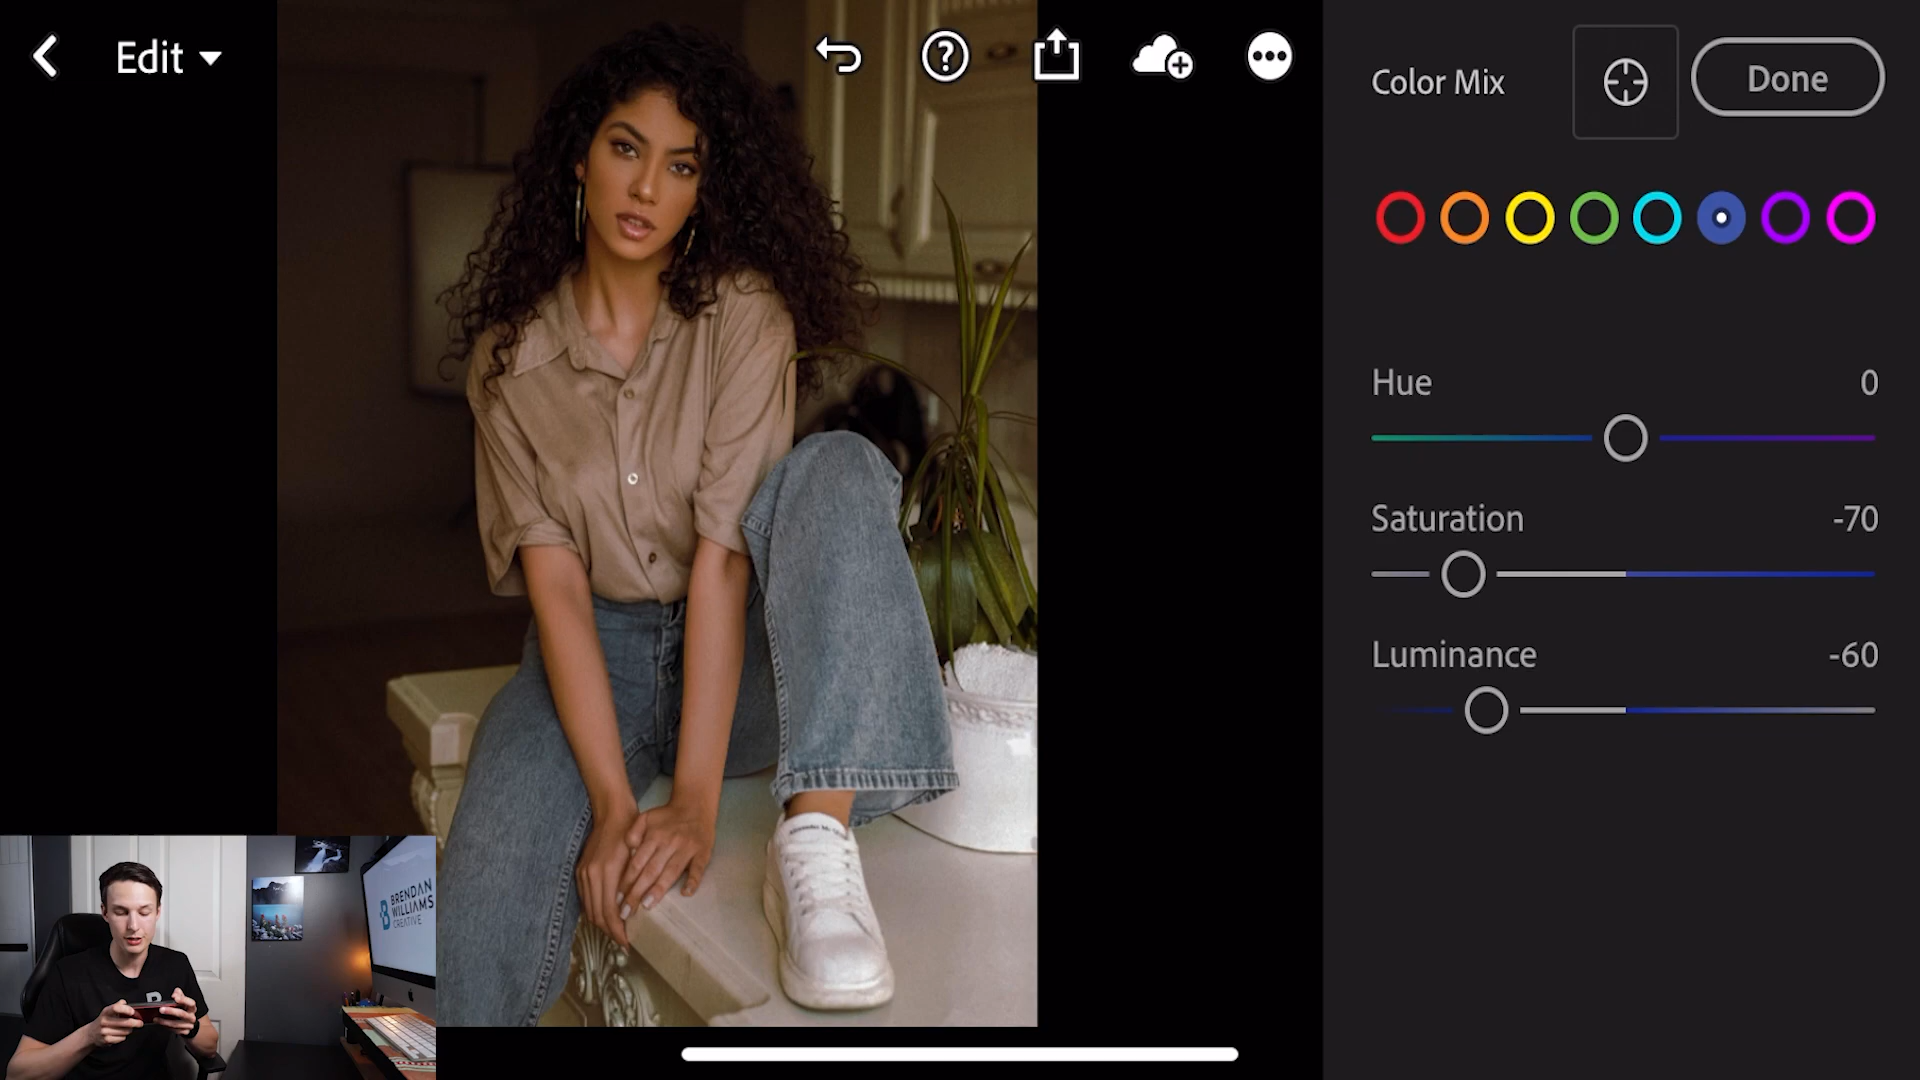 Edit
Color Mix
Done
Hue 0
Saturation -70
Luminance -60
BRENDAN
WILLIAMS
CREATIVE